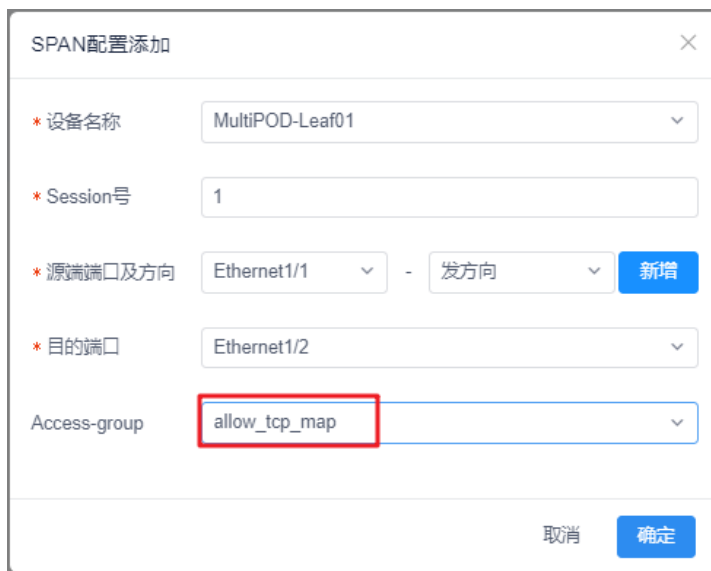 SPAN配置添加
* 设备名称 MultiPOD-Leaf01
* Session号 1
* 源端端口及方向 Ethernet1/1 - 发方向 新增
* 目的端口 Ethernet1/2
Access-group allow_tcp_map
取消 确定